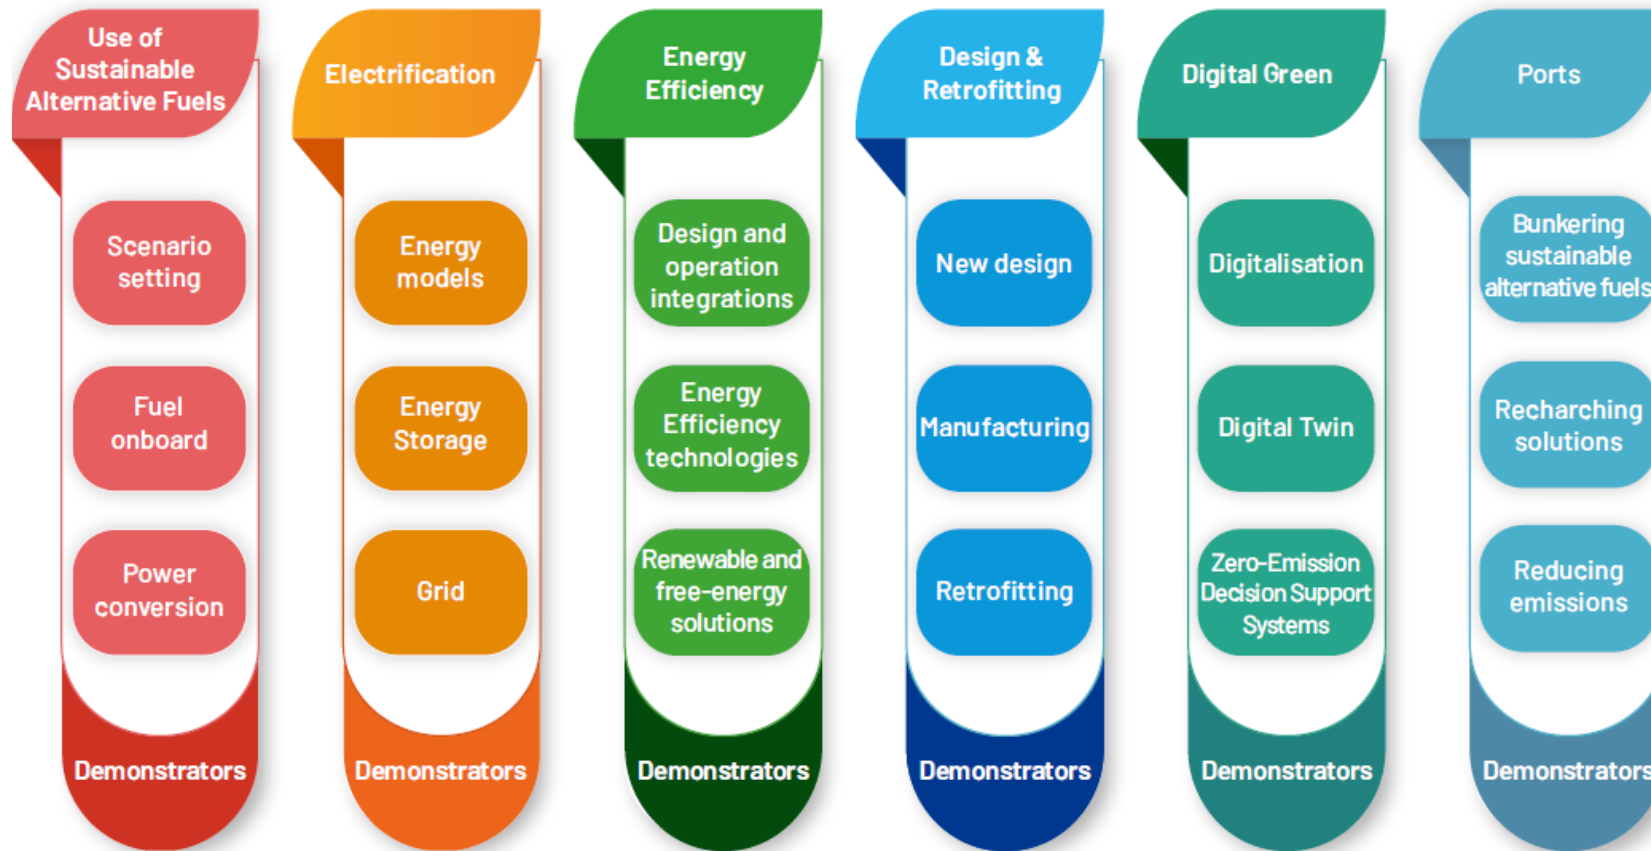 Use of
Sustainable
Alternative Fuels
Scenario
setting
Fuel
onboard
Power
conversion
Demonstrators
Electrification
Energy
models
Energy
Storage
Grid
Demonstrators
Energy
Efficiency
Design and
operation
integrations
Energy
Efficiency
technologies
Renewable and
free-energy
solutions
Demonstrators
Design &
Retrofitting
New design
Manufacturing
Retrofitting
Demonstrators
Digital Green
Digitalisation
Digital Twin
Zero-Emission
Decision Support
Systems
Demonstrators
Ports
Bunkering
sustainable
alternative fuels
Recharching
solutions
Reducing
emissions
Demonstrators